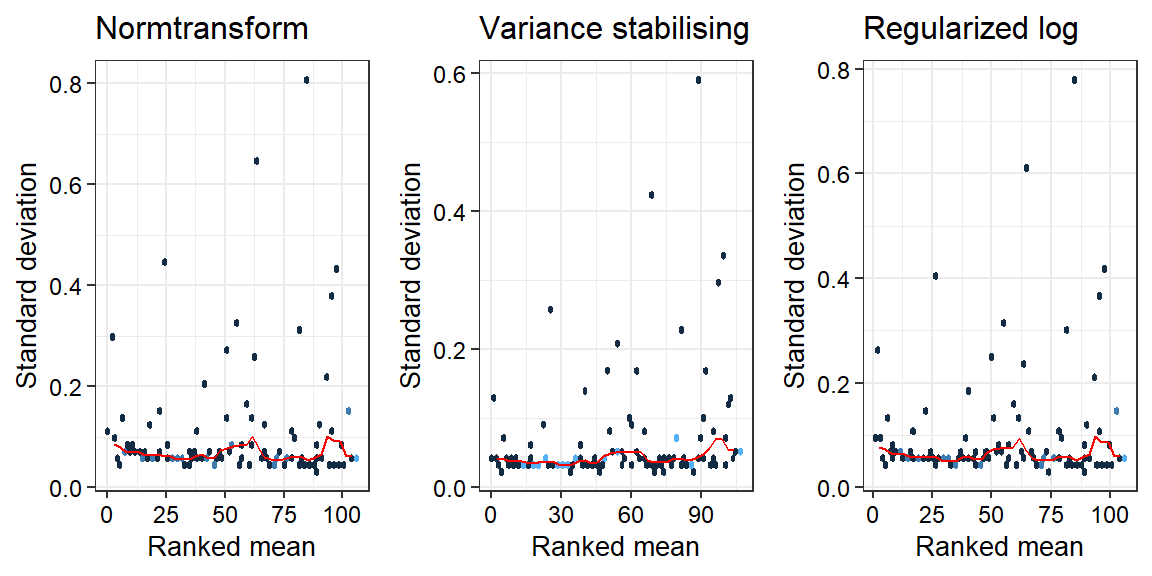 Normtransform
Variance stabilising
Regularized log
Standard deviation
0.8
0.6
0.4
0.2
0.0
0 25 50 75 100
Ranked mean
Standard deviation
0.6
0.4
0.2
0.0
0 30 60 90
Ranked mean
Standard deviation
0.8
0.6
0.4
0.2
0.0
0 25 50 75 100
Ranked mean